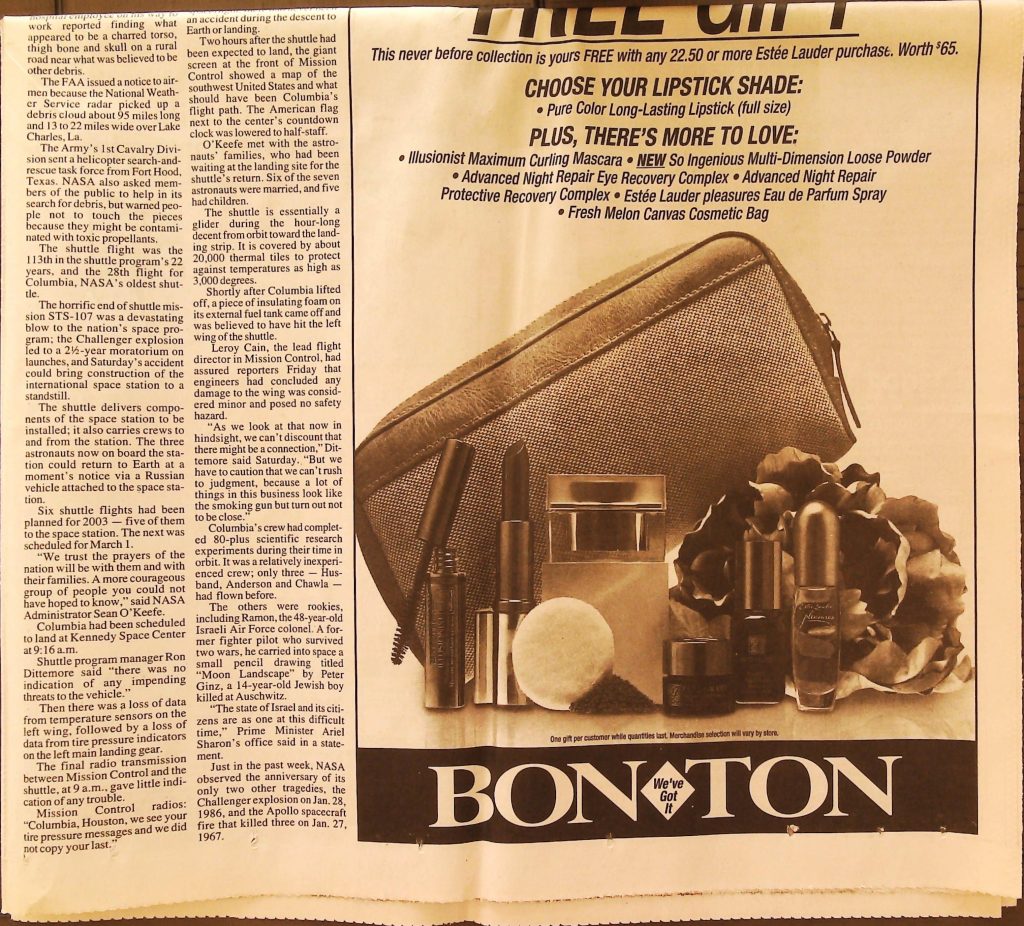 hospital employee on his way to
work reported finding what
appeared to be a charred torso,
thigh bone and skull on a rural
road near what was believed to be
other debris.
The FAA issued a notice to air-
men because the National Weath-
er Service radar picked up a
debris cloud about 95 miles long
and 13 to 22 miles wide over Lake
Charles, La.
The Army's 1st Cavalry Divi-
sion sent a helicopter search-and-
rescue task force from Fort Hood,
Texas. NASA also asked mem-
bers of the public to help in its
search for debris, but warned peo-
ple not to touch the pieces
because they might be contami-
nated with toxic propellants.
The shuttle flight was the
113th in the shuttle program's 22
years, and the 28th flight for
Columbia, NASA's oldest shut-
tle.
The horrific end of shuttle mis-
sion STS-107 was a devastating
blow to the nation's space pro-
gram; the Challenger explosion
led to a 2½-year moratorium on
launches, and Saturday's accident
could bring construction of the
international space station to a
standstill.
The shuttle delivers compo-
nents of the space station to be
installed; it also carries crews to
and from the station. The three
astronauts now on board the sta-
tion could return to Earth at a
moment's notice via a Russian
vehicle attached to the space sta-
tion.
Six shuttle flights had been
planned for 2003 — five of them
to the space station. The next was
scheduled for March 1.
"We trust the prayers of the
nation will be with them and with
their families. A more courageous
group of people you could not
have hoped to know," said NASA
Administrator Sean O'Keefe.
Columbia had been scheduled
to land at Kennedy Space Center
at 9:16 a.m.
Shuttle program manager Ron
Dittemore said "there was no
indication of any impending
threats to the vehicle."
Then there was a loss of data
from temperature sensors on the
left wing, followed by a loss of
data from tire pressure indicators
on the left main landing gear.
The final radio transmission
between Mission Control and the
shuttle, at 9 a.m., gave little indi-
cation of any trouble.
Mission Control radios:
"Columbia, Houston, we see your
tire pressure messages and we did
not copy your last."
an accident during the descent to
Earth or landing.
Two hours after the shuttle had
been expected to land, the giant
screen at the front of Mission
Control showed a map of the
southwest United States and what
should have been Columbia's
flight path. The American flag
next to the center's countdown
clock was lowered to half-staff.
O'Keefe met with the astro-
nauts' families, who had been
waiting at the landing site for the
shuttle's return. Six of the seven
astronauts were married, and five
had children.
The shuttle is essentially a
glider during the hour-long
decent from orbit toward the land-
ing strip. It is covered by about
20,000 thermal tiles to protect
against temperatures as high as
3,000 degrees.
Shortly after Columbia lifted
off, a piece of insulating foam on
its external fuel tank came off and
was believed to have hit the left
wing of the shuttle.
Leroy Cain, the lead flight
director in Mission Control, had
assured reporters Friday that
engineers had concluded any
damage to the wing was consid-
ered minor and posed no safety
hazard.
"As we look at that now in
hindsight, we can't discount that
there might be a connection," Dit-
temore said Saturday. "But we
have to caution that we can't rush
to judgment, because a lot of
things in this business look like
the smoking gun but turn out not
to be close."
Columbia's crew had complet-
ed 80-plus scientific research
experiments during their time in
orbit. It was a relatively inexperi-
enced crew; only three — Hus-
band, Anderson and Chawla —
had flown before.
The others were rookies,
including Ramon, the 48-year-old
Israeli Air Force colonel. A for-
mer fighter pilot who survived
two wars, he carried into space a
small pencil drawing titled
"Moon Landscape" by Peter
Ginz, a 14-year-old Jewish boy
killed at Auschwitz.
"The state of Israel and its citi-
zens are as one at this difficult
time," Prime Minister Ariel
Sharon's office said in a state-
ment.
Just in the past week, NASA
observed the anniversary of its
only two other tragedies, the
Challenger explosion on Jan. 28,
1986, and the Apollo spacecraft
fire that killed three on Jan. 27,
1967.
FREE GIFT
This never before collection is yours FREE with any 22.50 or more Estée Lauder purchase. Worth $65.
CHOOSE YOUR LIPSTICK SHADE:
• Pure Color Long-Lasting Lipstick (full size)
PLUS, THERE'S MORE TO LOVE:
• Illusionist Maximum Curling Mascara • NEW So Ingenious Multi-Dimension Loose Powder
• Advanced Night Repair Eye Recovery Complex • Advanced Night Repair
Protective Recovery Complex • Estée Lauder pleasures Eau de Parfum Spray
• Fresh Melon Canvas Cosmetic Bag
Estée Lauder
pleasures
One gift per customer while quantities last. Merchandise selection will vary by store.
BON TON
We've
Got
It